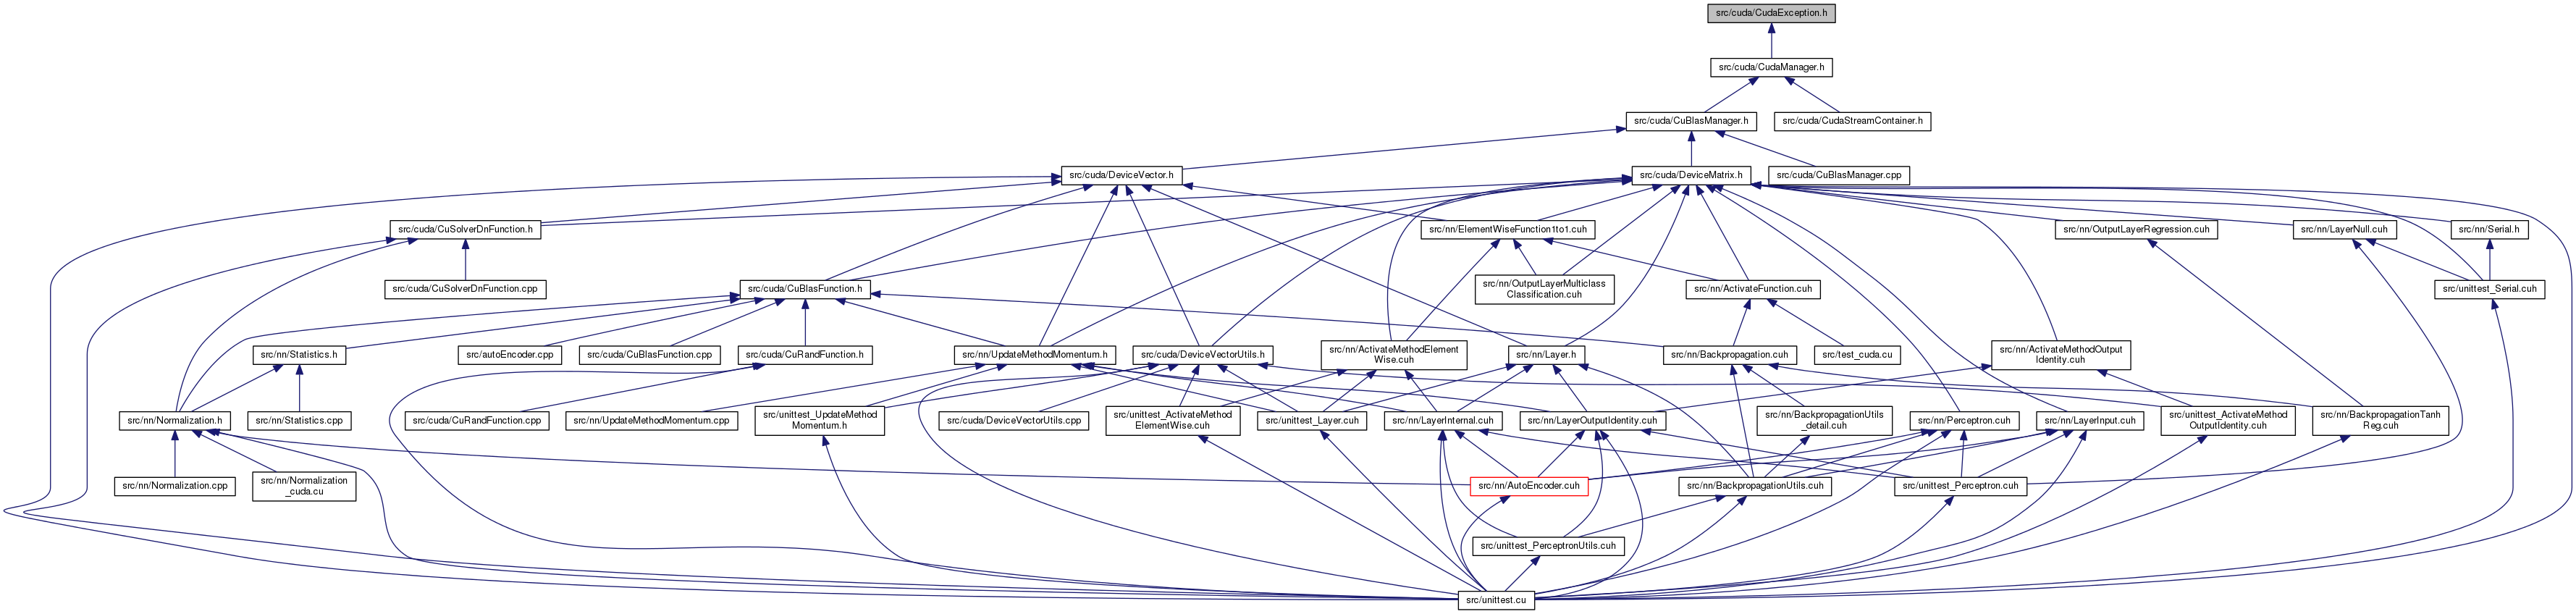 src/cuda/CudaException.h
src/cuda/CudaManager.h
src/cuda/CuBlasManager.h
src/cuda/CudaStreamContainer.h
src/cuda/DeviceVector.h
src/cuda/DeviceMatrix.h
src/cuda/CuBlasManager.cpp
src/cuda/CuSolverDnFunction.h
src/nn/ElementWiseFunction1to1.cuh
src/nn/OutputLayerRegression.cuh
src/nn/LayerNull.cuh
src/nn/Serial.h
src/cuda/CuSolverDnFunction.cpp
src/cuda/CuBlasFunction.h
src/nn/OutputLayerMulticlass
Classification.cuh
src/nn/ActivateFunction.cuh
src/unittest_Serial.cuh
src/nn/Statistics.h
src/autoEncoder.cpp
src/cuda/CuBlasFunction.cpp
src/cuda/CuRandFunction.h
src/nn/UpdateMethodMomentum.h
src/cuda/DeviceVectorUtils.h
src/nn/ActivateMethodElement
Wise.cuh
src/nn/Layer.h
src/nn/Backpropagation.cuh
src/test_cuda.cu
src/nn/ActivateMethodOutput
Identity.cuh
src/nn/Normalization.h
src/nn/Statistics.cpp
src/cuda/CuRandFunction.cpp
src/nn/UpdateMethodMomentum.cpp
src/unittest_UpdateMethod
Momentum.h
src/cuda/DeviceVectorUtils.cpp
src/unittest_ActivateMethod
ElementWise.cuh
src/unittest_Layer.cuh
src/nn/LayerInternal.cuh
src/nn/LayerOutputIdentity.cuh
src/nn/BackpropagationUtils
_detail.cuh
src/nn/Perceptron.cuh
src/nn/LayerInput.cuh
src/unittest_ActivateMethod
OutputIdentity.cuh
src/nn/BackpropagationTanh
Reg.cuh
src/nn/Normalization.cpp
src/nn/Normalization
_cuda.cu
src/nn/AutoEncoder.cuh
src/nn/BackpropagationUtils.cuh
src/unittest_Perceptron.cuh
src/unittest_PerceptronUtils.cuh
src/unittest.cu